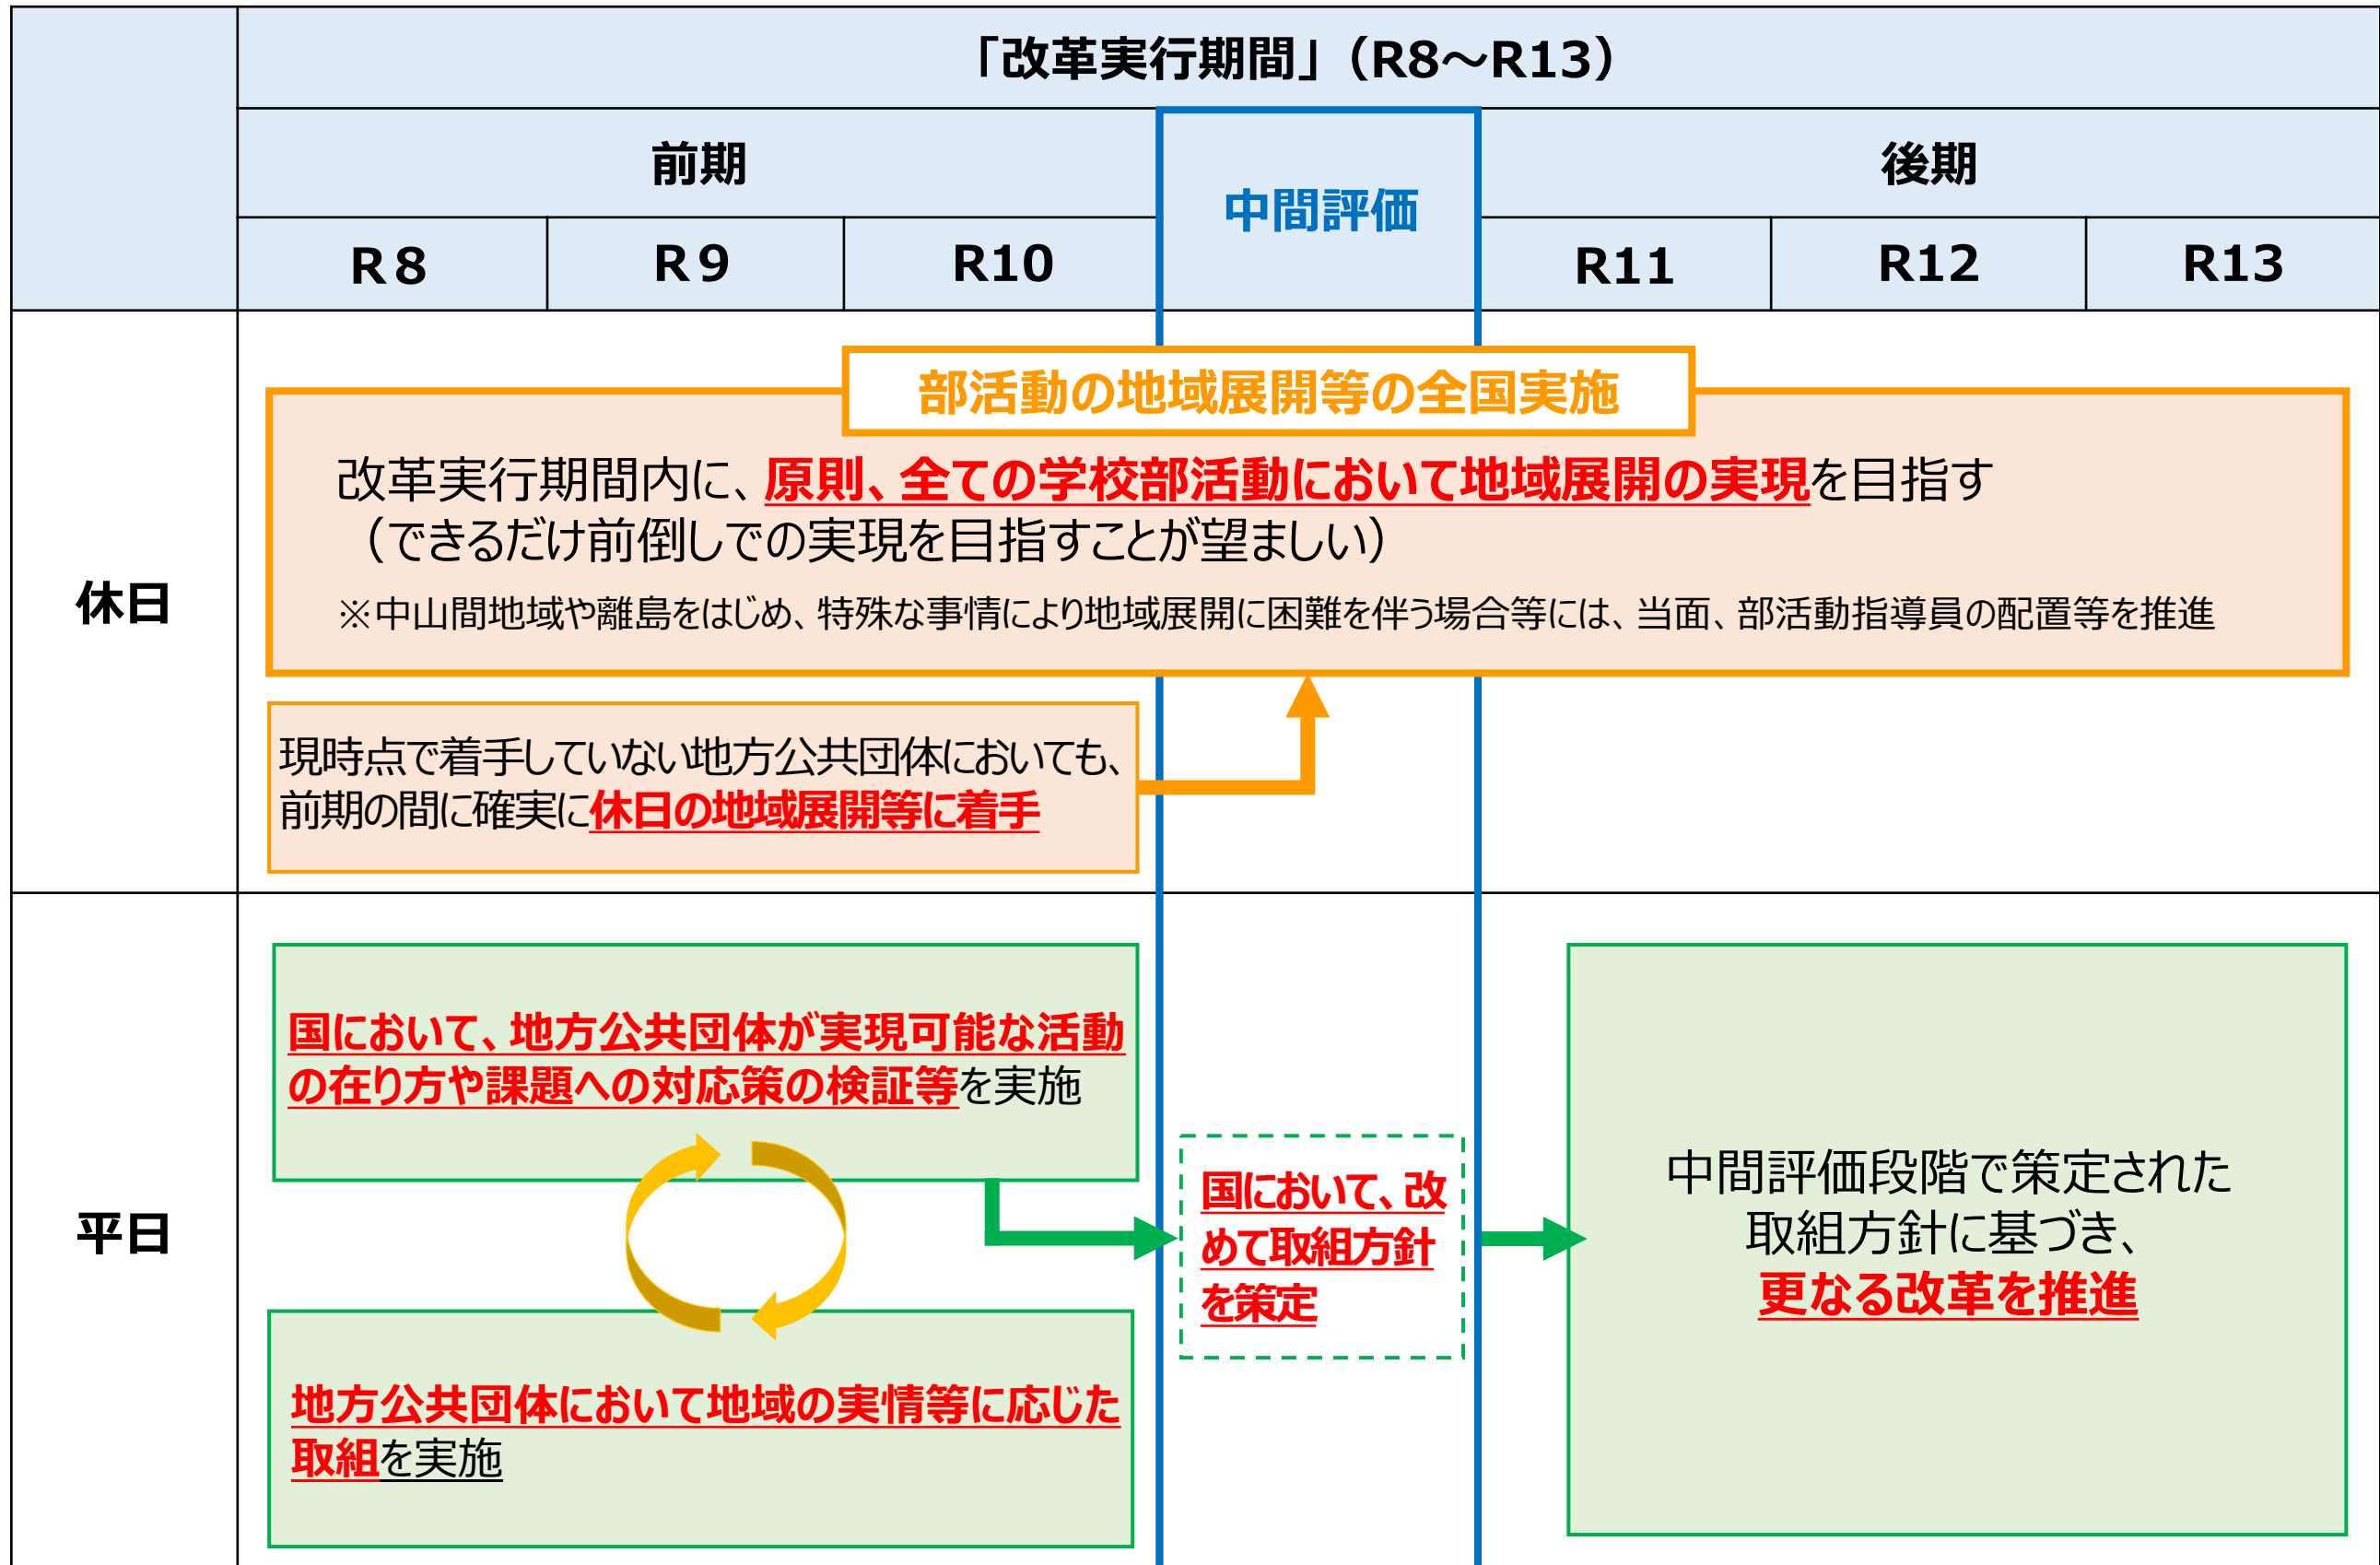 「改革実行期間」（R8～R13）
前期
中間評価
後期
R８
R9
R10
R１１
R12
R13
休日
部活動の地域展開等の全国実施
改革実行期間内に、原則、全ての学校部活動において地域展開の実現を目指す
（できるだけ前倒しでの実現を目指すことが望ましい）
※中山間地域や離島をはじめ、特殊な事情により地域展開に困難を伴う場合等には、当面、部活動指導員の配置等を推進
現時点で着手していない地方公共団体においても、
前期の間に確実に休日の地域展開等に着手
平日
国において、地方公共団体が実現可能な活動
の在り方や課題への対応策の検証等を実施
地方公共団体において地域の実情等に応じた
取組を実施
国において、改
めて取組方針
を策定
中間評価段階で策定された
取組方針に基づき、
更なる改革を推進